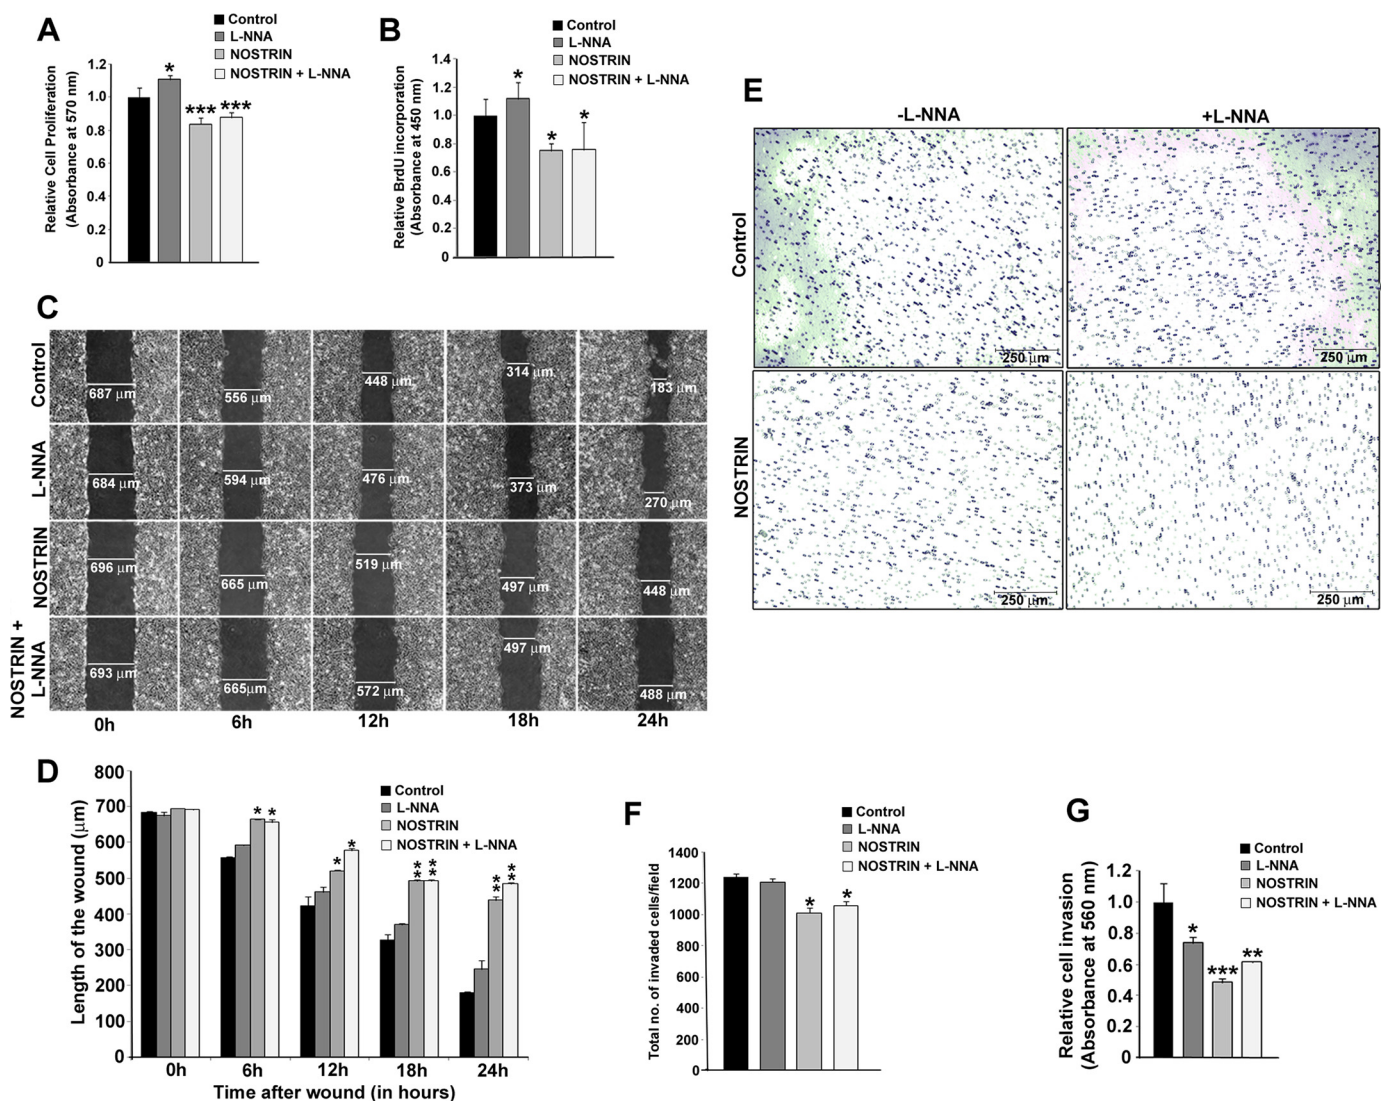 A
Control
L-NNA
NOSTRIN
NOSTRIN + L-NNA
Relative Cell Proliferation
(Absorbance at 570 nm)
1.2
1.0
0.8
0.6
0.4
0.2
0
*
***
***
B
Control
L-NNA
NOSTRIN
NOSTRIN + L-NNA
Relative BrdU incorporation
(Absorbance at 450 nm)
1.4
1.2
1.0
0.8
0.6
0.4
0.2
0
*
*
*
C
Control
687 μm
556 μm
448 μm
314 μm
183 μm
L-NNA
684 μm
594 μm
476 μm
373 μm
270 μm
NOSTRIN
696 μm
665 μm
519 μm
497 μm
448 μm
NOSTRIN +
L-NNA
693 μm
665μm
572 μm
497 μm
488 μm
0h
6h
12h
18h
24h
D
Control
L-NNA
NOSTRIN
NOSTRIN + L-NNA
Length of the wound (μm)
800
700
600
500
400
300
200
100
0
* *
* *
** **
** **
0h
6h
12h
18h
24h
Time after wound (in hours)
E
-L-NNA
+L-NNA
Control
250 μm
250 μm
NOSTRIN
250 μm
250 μm
F
Control
L-NNA
NOSTRIN
NOSTRIN + L-NNA
Total no. of invaded cells/field
1400
1200
1000
800
600
400
200
0
*
*
G
Control
L-NNA
NOSTRIN
NOSTRIN + L-NNA
Relative cell invasion
(Absorbance at 560 nm)
1.2
1.0
0.8
0.6
0.4
0.2
0
*
***
**